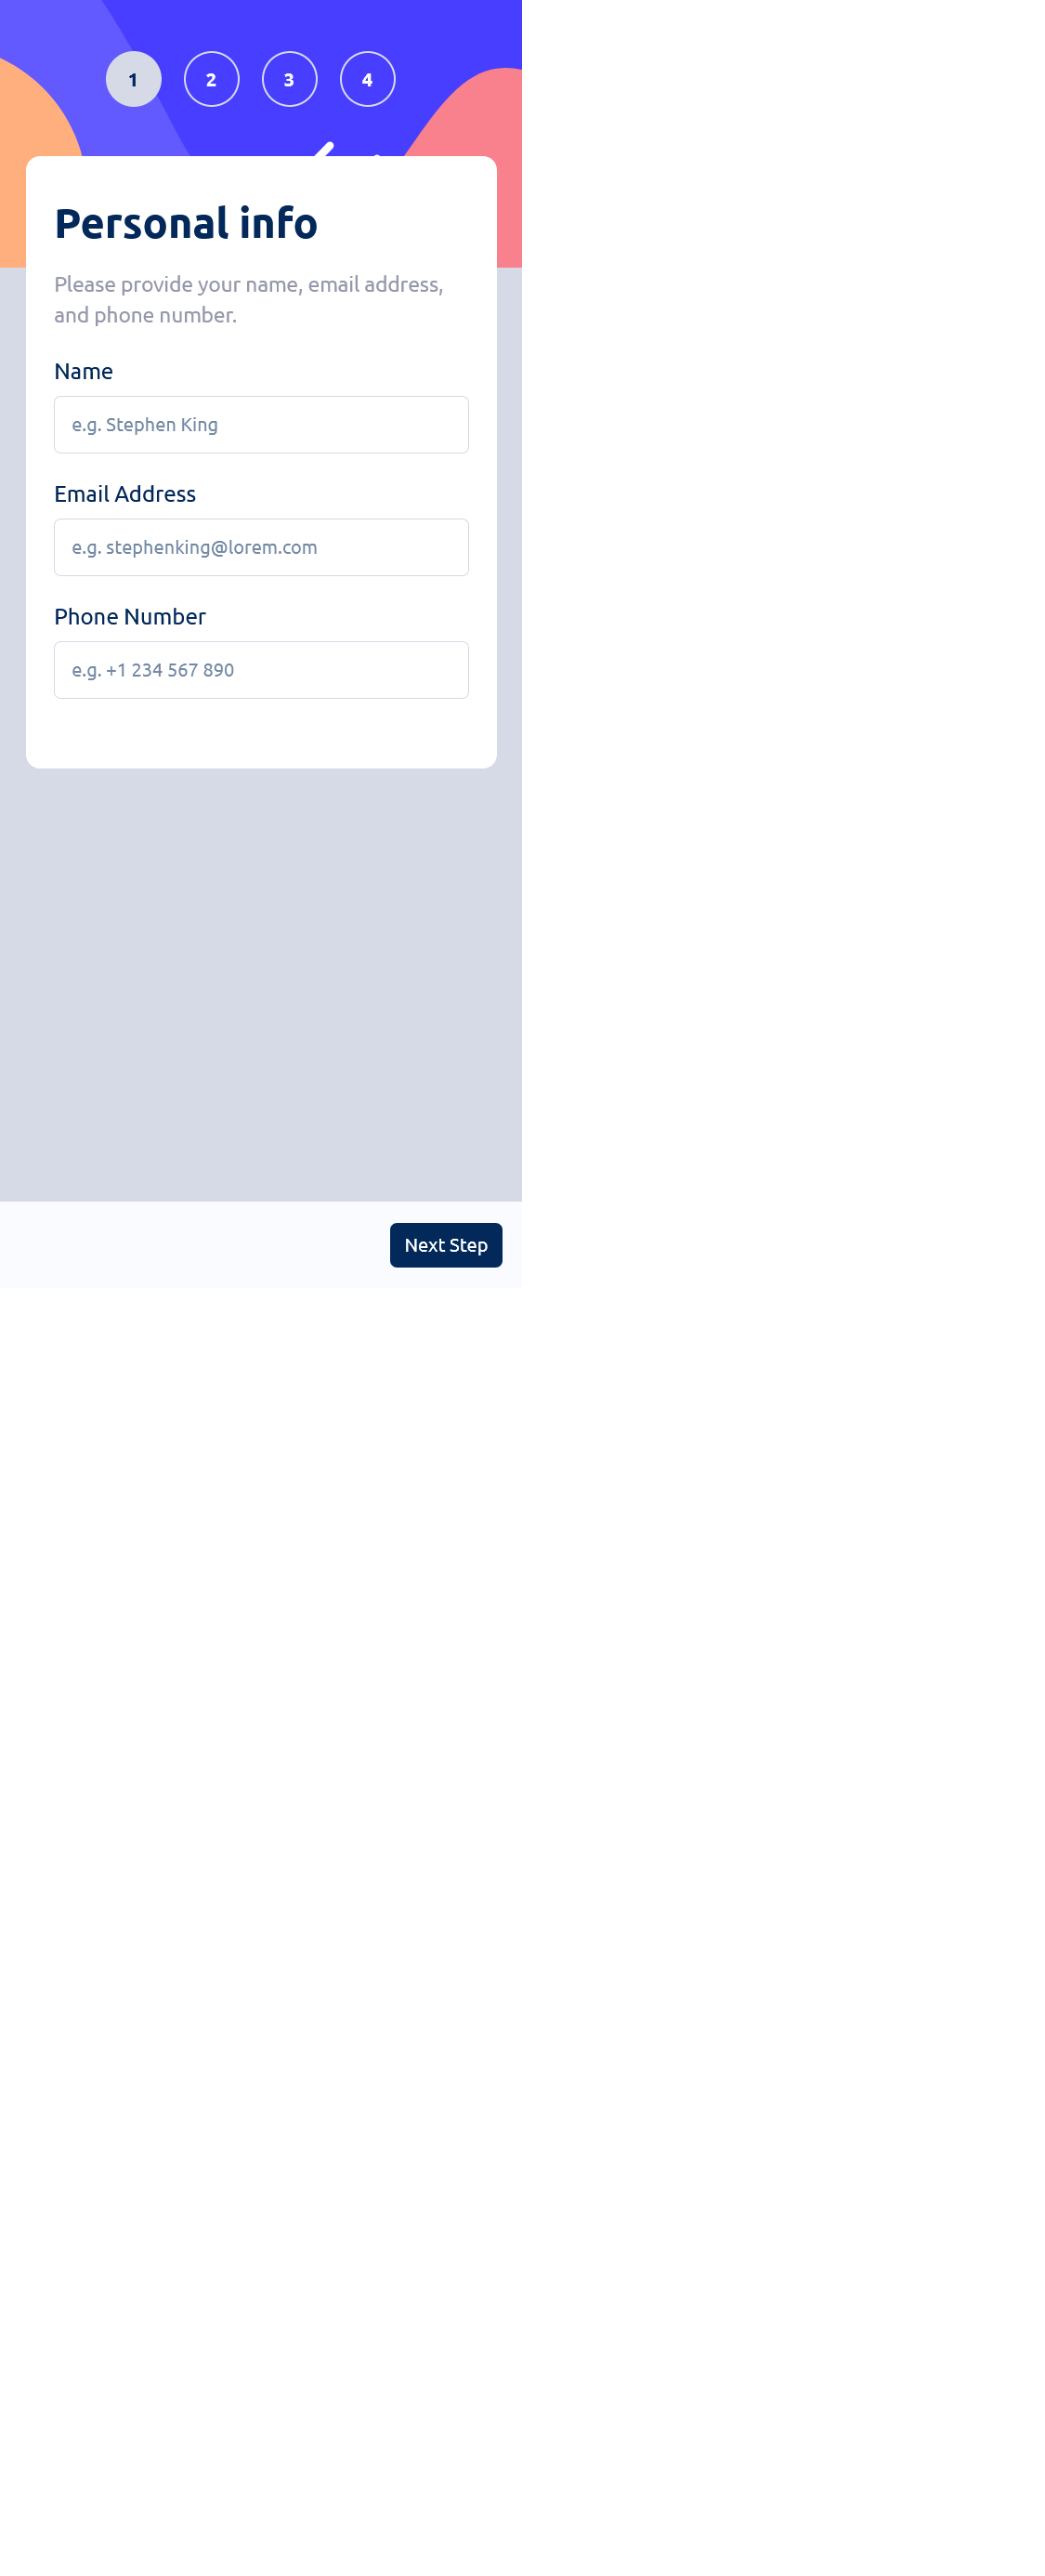 1 2 3 4
Personal info
Please provide your name, email address,
and phone number.
Name
e.g. Stephen King
Email Address
e.g. stephenking@lorem.com
Phone Number
e.g. +1 234 567 890
Next Step